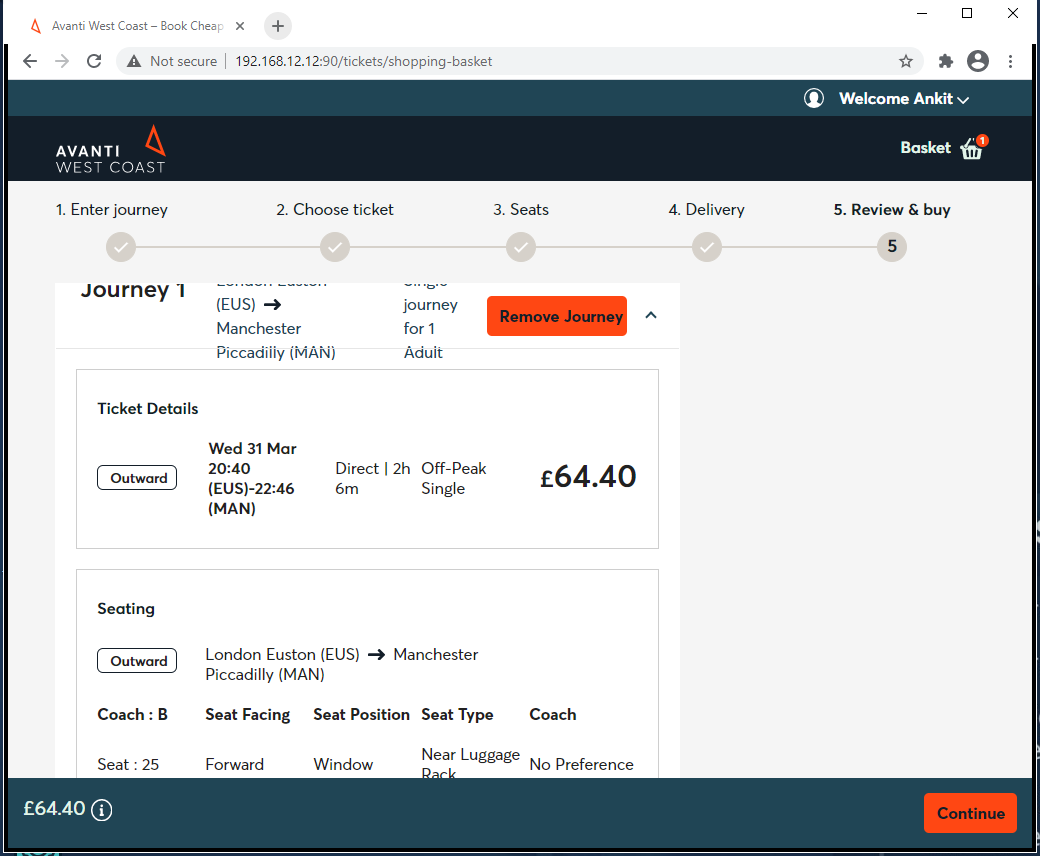 Avanti West Coast – Book Cheap
Not secure 192.168.12.12:90/tickets/shopping-basket
Welcome Ankit
AVANTI
WEST COAST
Basket 1
1. Enter journey 2. Choose ticket 3. Seats 4. Delivery 5. Review & buy
5
Journey 1
London Euston
(EUS) →
Manchester
Piccadilly (MAN)
Single
journey
for 1
Adult
Remove Journey
Ticket Details
Outward
Wed 31 Mar
20:40
(EUS)-22:46
(MAN)
Direct | 2h
6m
Off-Peak
Single
£64.40
Seating
Outward
London Euston (EUS) → Manchester
Piccadilly (MAN)
Coach : B Seat Facing Seat Position Seat Type Coach
Seat : 25 Forward Window
Near Luggage
Rack
No Preference
£64.40
Continue